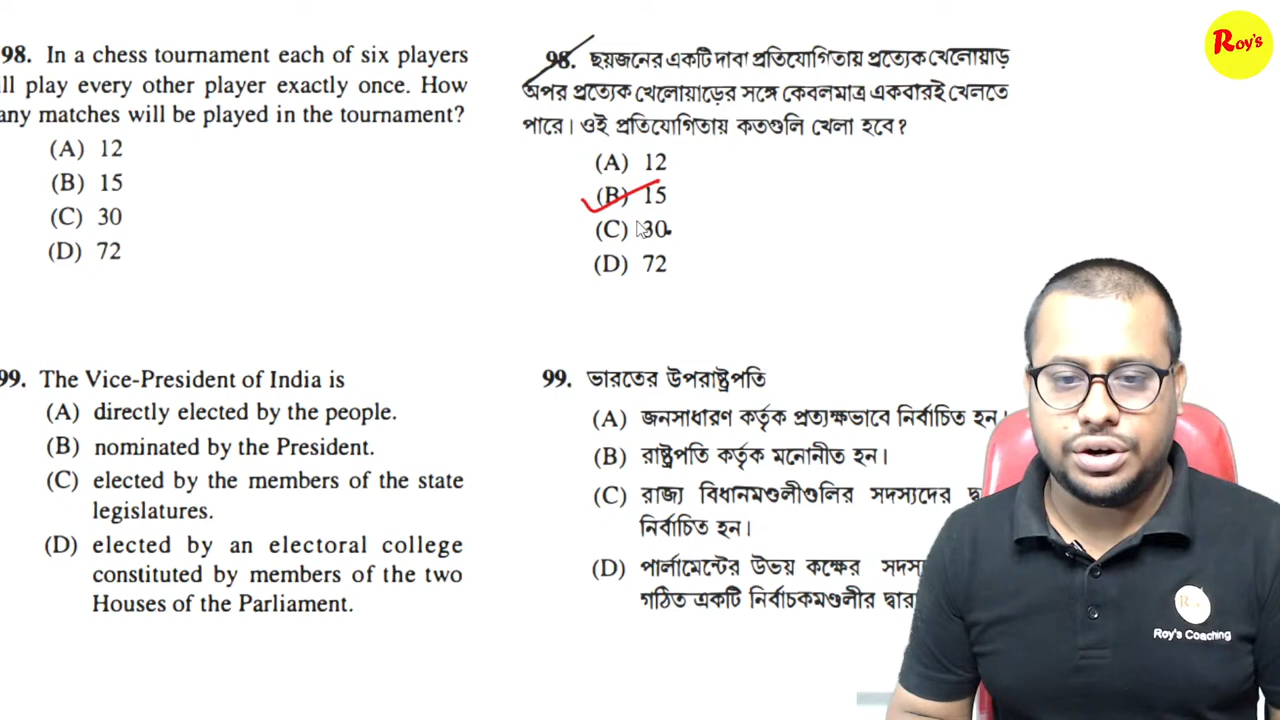 98. In a chess tournament each of six players
ll play every other player exactly once. How
any matches will be played in the tournament?
(A) 12
(B) 15
(C) 30
(D) 72
99. The Vice-President of India is
(A) directly elected by the people.
(B) nominated by the President.
(C) elected by the members of the state
legislatures.
(D) elected by an electoral college
constituted by members of the two
Houses of the Parliament.
98. ছয়জনের একটি দাবা প্রতিযোগিতায় প্রত্যেক খেলোয়াড়
অপর প্রত্যেক খেলোয়াড়ের সঙ্গে কেবলমাত্র একবারই খেলতে
পারে। ওই প্রতিযোগিতায় কতগুলি খেলা হবে?
(A) 12
(B) 15
(C) 30
(D) 72
99. ভারতের উপরাষ্ট্রপতি
(A) জনসাধারণ কর্তৃক প্রত্যক্ষভাবে নির্বাচিত হন।
(B) রাষ্ট্রপতি কর্তৃক মনোনীত হন।
(C) রাজ্য বিধানমণ্ডলীগুলির সদস্যদের
নির্বাচিত হন।
(D) পার্লামেন্টের উভয় কক্ষের
গঠিত একটি নির্বাচকমণ্ডলীর
Roy's
Roy's Coaching